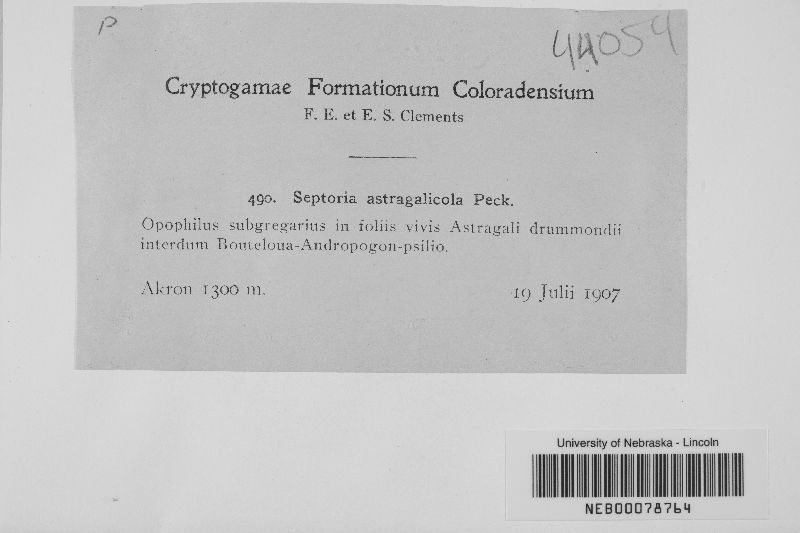 P
44059
Cryptogamae Formationum Coloradensium
F. E. et E. S. Clements
490. Septoria astragalicola Peck.
Opophilus subgregarius in foliis vivis Astragali drummondii
interdum Bouteloua-Andropogon-psilio.
Akron 1300 m. 19 Julii 1907
University of Nebraska - Lincoln
NEB00078764